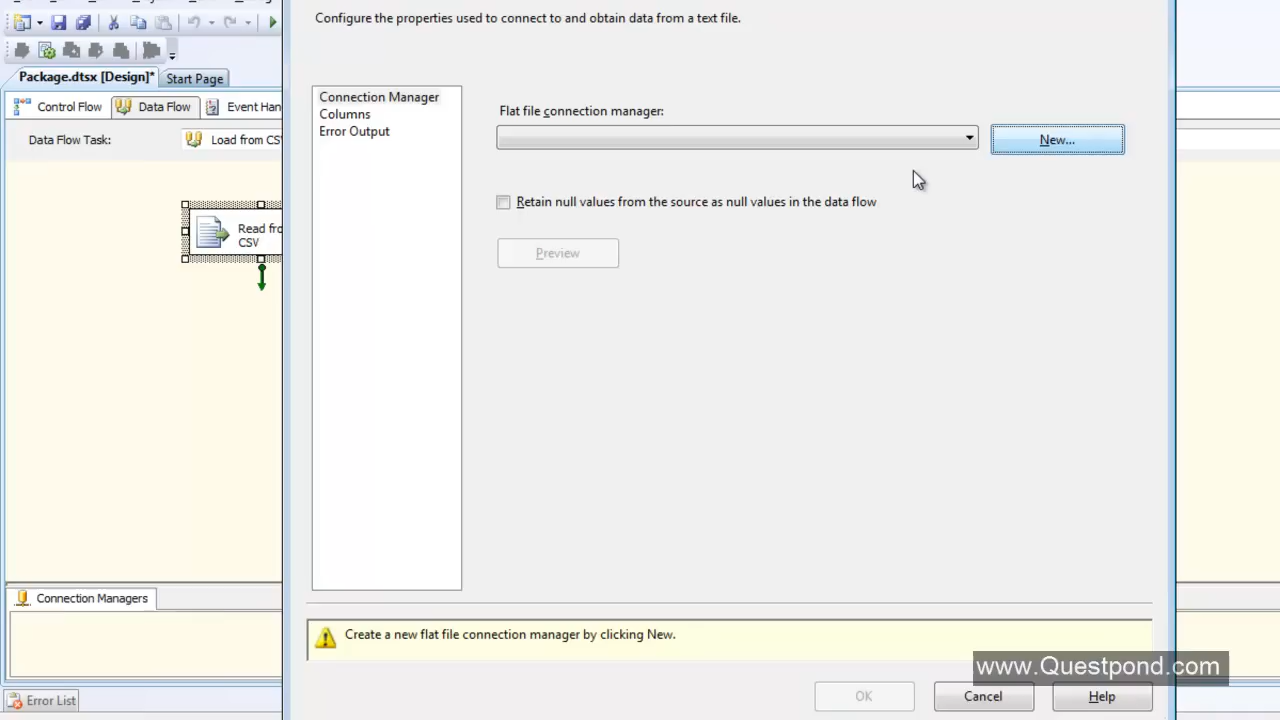 Configure the properties used to connect to and obtain data from a text file.
Package.dtsx [Design]*
Start Page
Control Flow
Data Flow
Event Han
Data Flow Task:
Load from CS
Read fro
CSV
Connection Manager
Columns
Error Output
Flat file connection manager:
New...
Retain null values from the source as null values in the data flow
Preview
Connection Managers
Create a new flat file connection manager by clicking New.
www.Questpond.com
OK
Cancel
Help
Error List